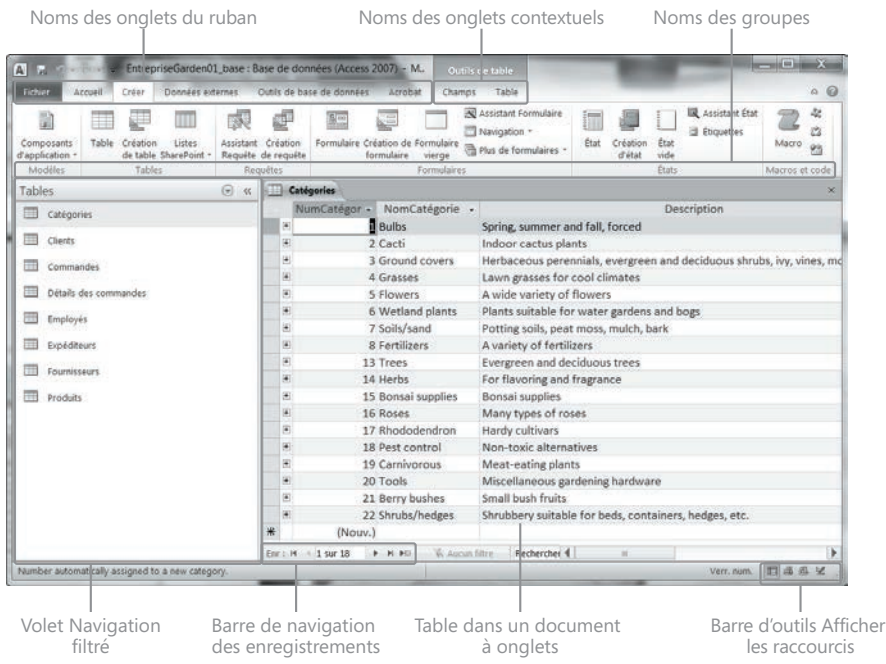 Noms des onglets du ruban Noms des onglets contextuels Noms des groupes
EntrepriseGarden01_base : Base de données (Access 2007) - M... Outils de table
Fichier Accueil Créer Données externes Outils de base de données Acrobat Champs Table
Composants d'application
Table
Création de table
Listes SharePoint
Assistant Requête
Création de requête
Formulaire
Création de formulaire
Formulaire vierge
Assistant Formulaire
Navigation
Plus de formulaires
État
Création d'état
État vide
Assistant État
Étiquettes
Macro
Modèles Tables Requêtes Formulaires États Macros et code
Tables
Catégories
Clients
Commandes
Détails des commandes
Employés
Expéditeurs
Fournisseurs
Produits
Catégories
NumCatégor NomCatégorie Description
1 Bulbs Spring, summer and fall, forced
2 Cacti Indoor cactus plants
3 Ground covers Herbaceous perennials, evergreen and deciduous shrubs, ivy, vines, mo
4 Grasses Lawn grasses for cool climates
5 Flowers A wide variety of flowers
6 Wetland plants Plants suitable for water gardens and bogs
7 Soils/sand Potting soils, peat moss, mulch, bark
8 Fertilizers A variety of fertilizers
13 Trees Evergreen and deciduous trees
14 Herbs For flavoring and fragrance
15 Bonsai supplies Bonsai supplies
16 Roses Many types of roses
17 Rhododendron Hardy cultivars
18 Pest control Non-toxic alternatives
19 Carnivorous Meat-eating plants
20 Tools Miscellaneous gardening hardware
21 Berry bushes Small bush fruits
22 Shrubs/hedges Shrubbery suitable for beds, containers, hedges, etc.
(Nouv.)
Enr : 1 sur 18 Aucun filtre Rechercher
Number automatically assigned to a new category. Verr. num.
Volet Navigation
filtré
Barre de navigation
des enregistrements
Table dans un document
à onglets
Barre d'outils Afficher
les raccourcis